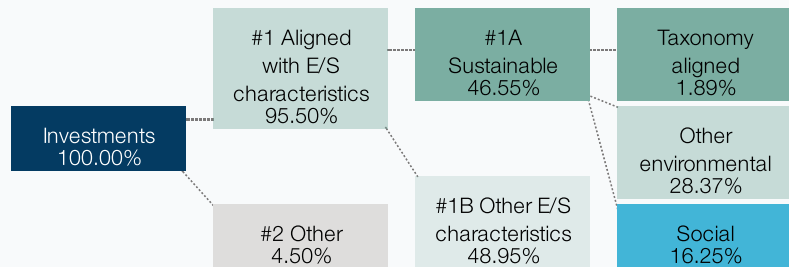 Investments
100.00%
#1 Aligned
with E/S
characteristics
95.50%
#2 Other
4.50%
#1A
Sustainable
46.55%
#1B Other E/S
characteristics
48.95%
Taxonomy
aligned
1.89%
Other
environmental
28.37%
Social
16.25%